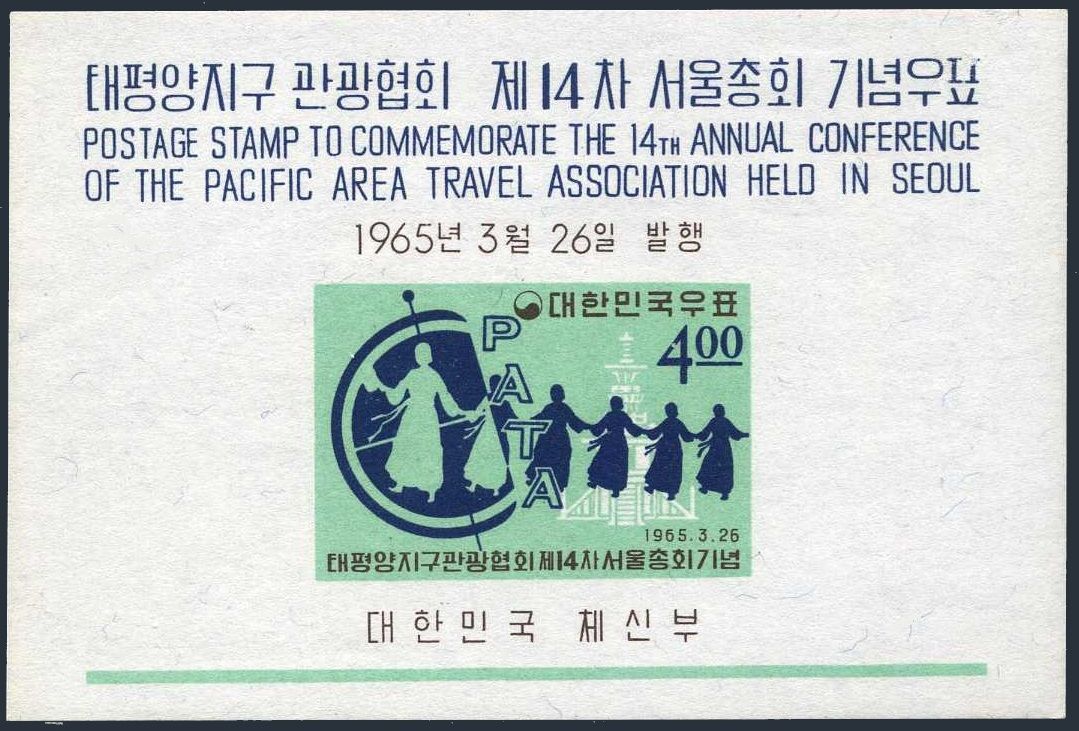 태평양지구 관광협회 제14차 서울총회 기념우표
POSTAGE STAMP TO COMMEMORATE THE 14TH ANNUAL CONFERENCE
OF THE PACIFIC AREA TRAVEL ASSOCIATION HELD IN SEOUL
1965년 3월 26일 발행
대한민국우표
400
PATA
1965.3.26
태평양지구관광협회제14차서울총회기념
대한민국 체신부